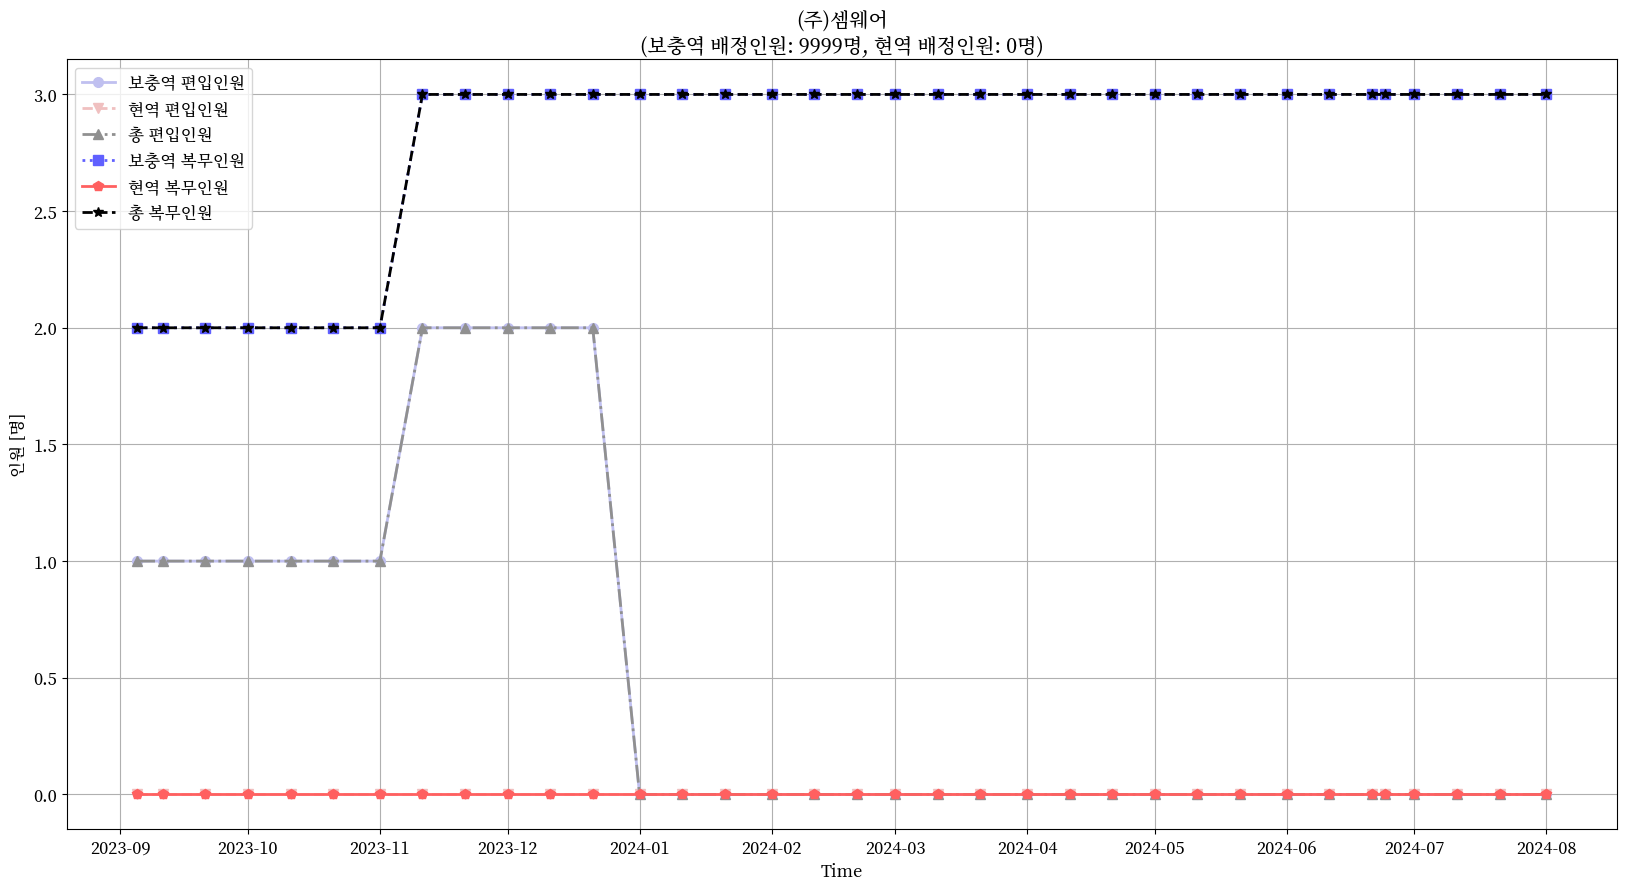 (주)셈웨어
(보충역 배정인원: 9999명, 현역 배정인원: 0명)
보충역 편입인원
현역 편입인원
총 편입인원
보충역 복무인원
현역 복무인원
총 복무인원
3.0
2.5
2.0
1.5
1.0
0.5
0.0
인원 [명]
2023-09 2023-10 2023-11 2023-12 2024-01 2024-02 2024-03 2024-04 2024-05 2024-06 2024-07 2024-08
Time